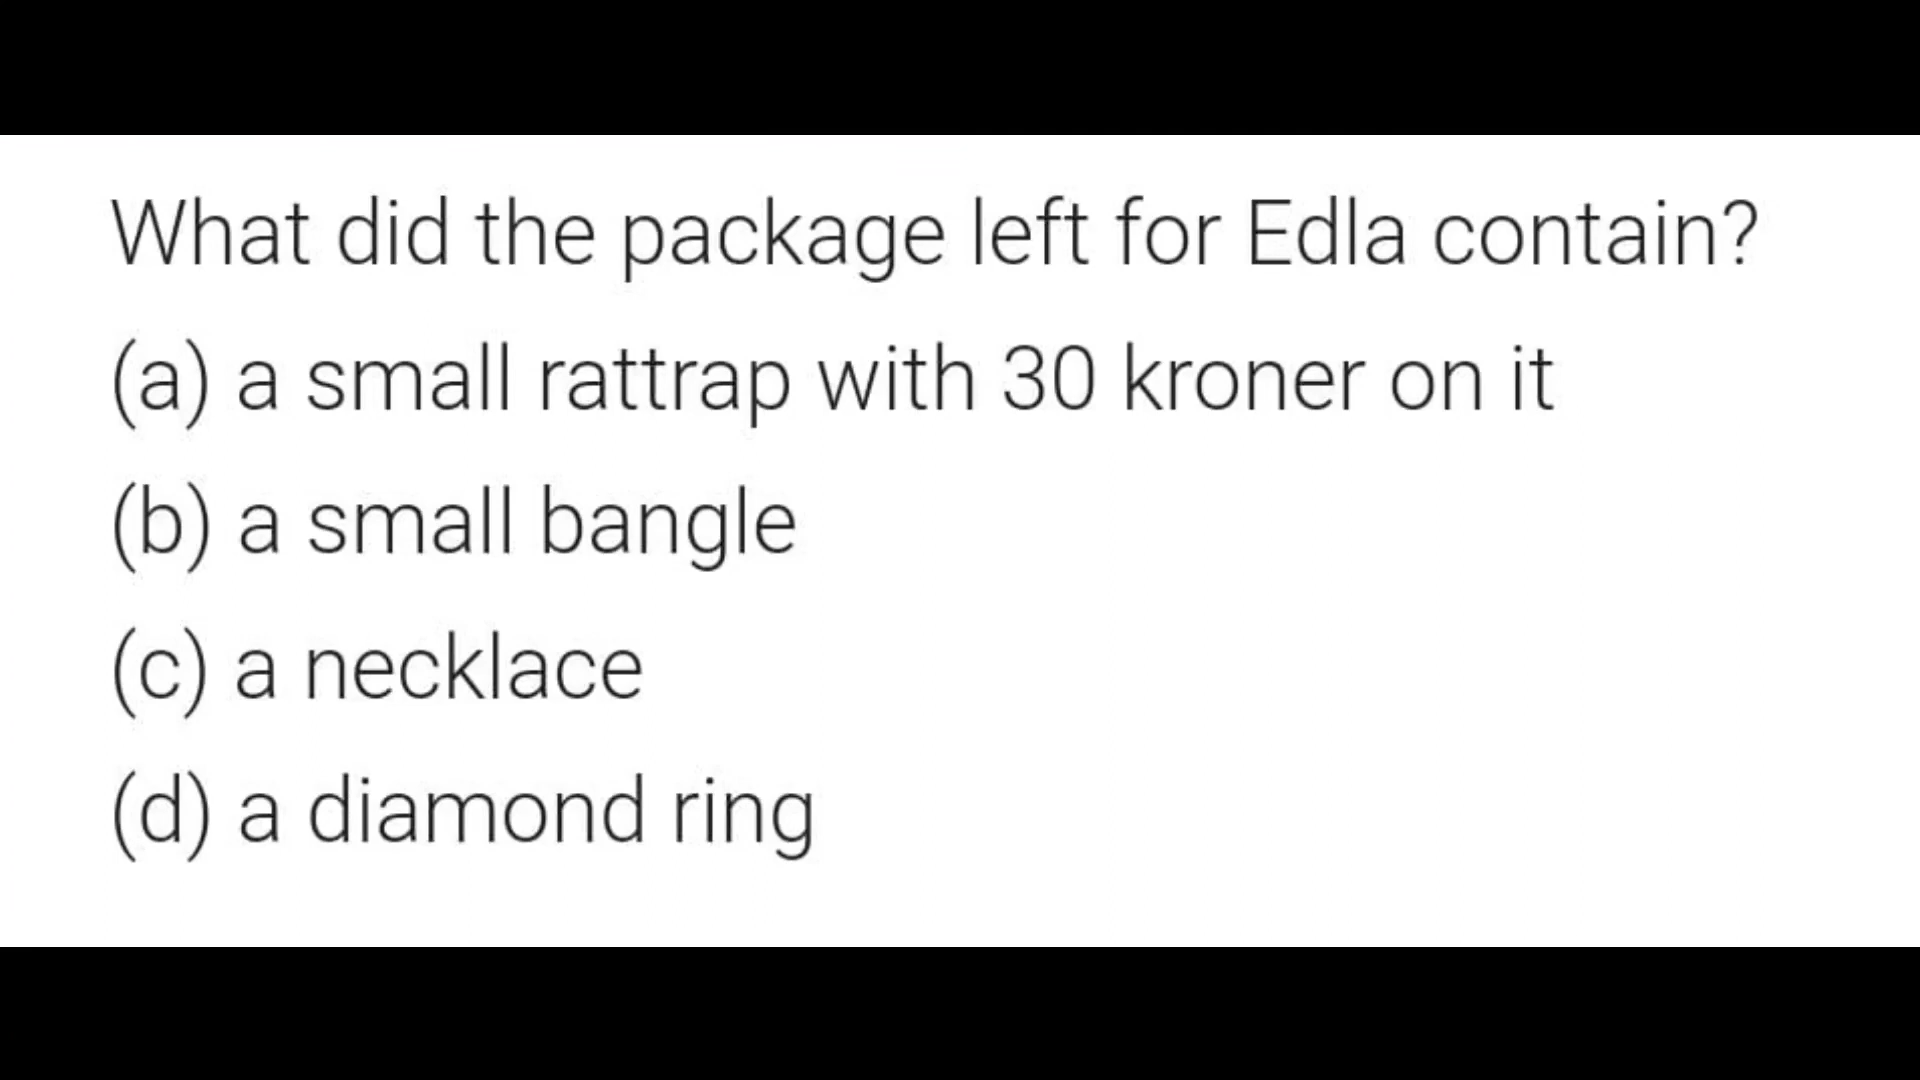 What did the package left for Edla contain?
(a) a small rattrap with 30 kroner on it
(b) a small bangle
(c) a necklace
(d) a diamond ring